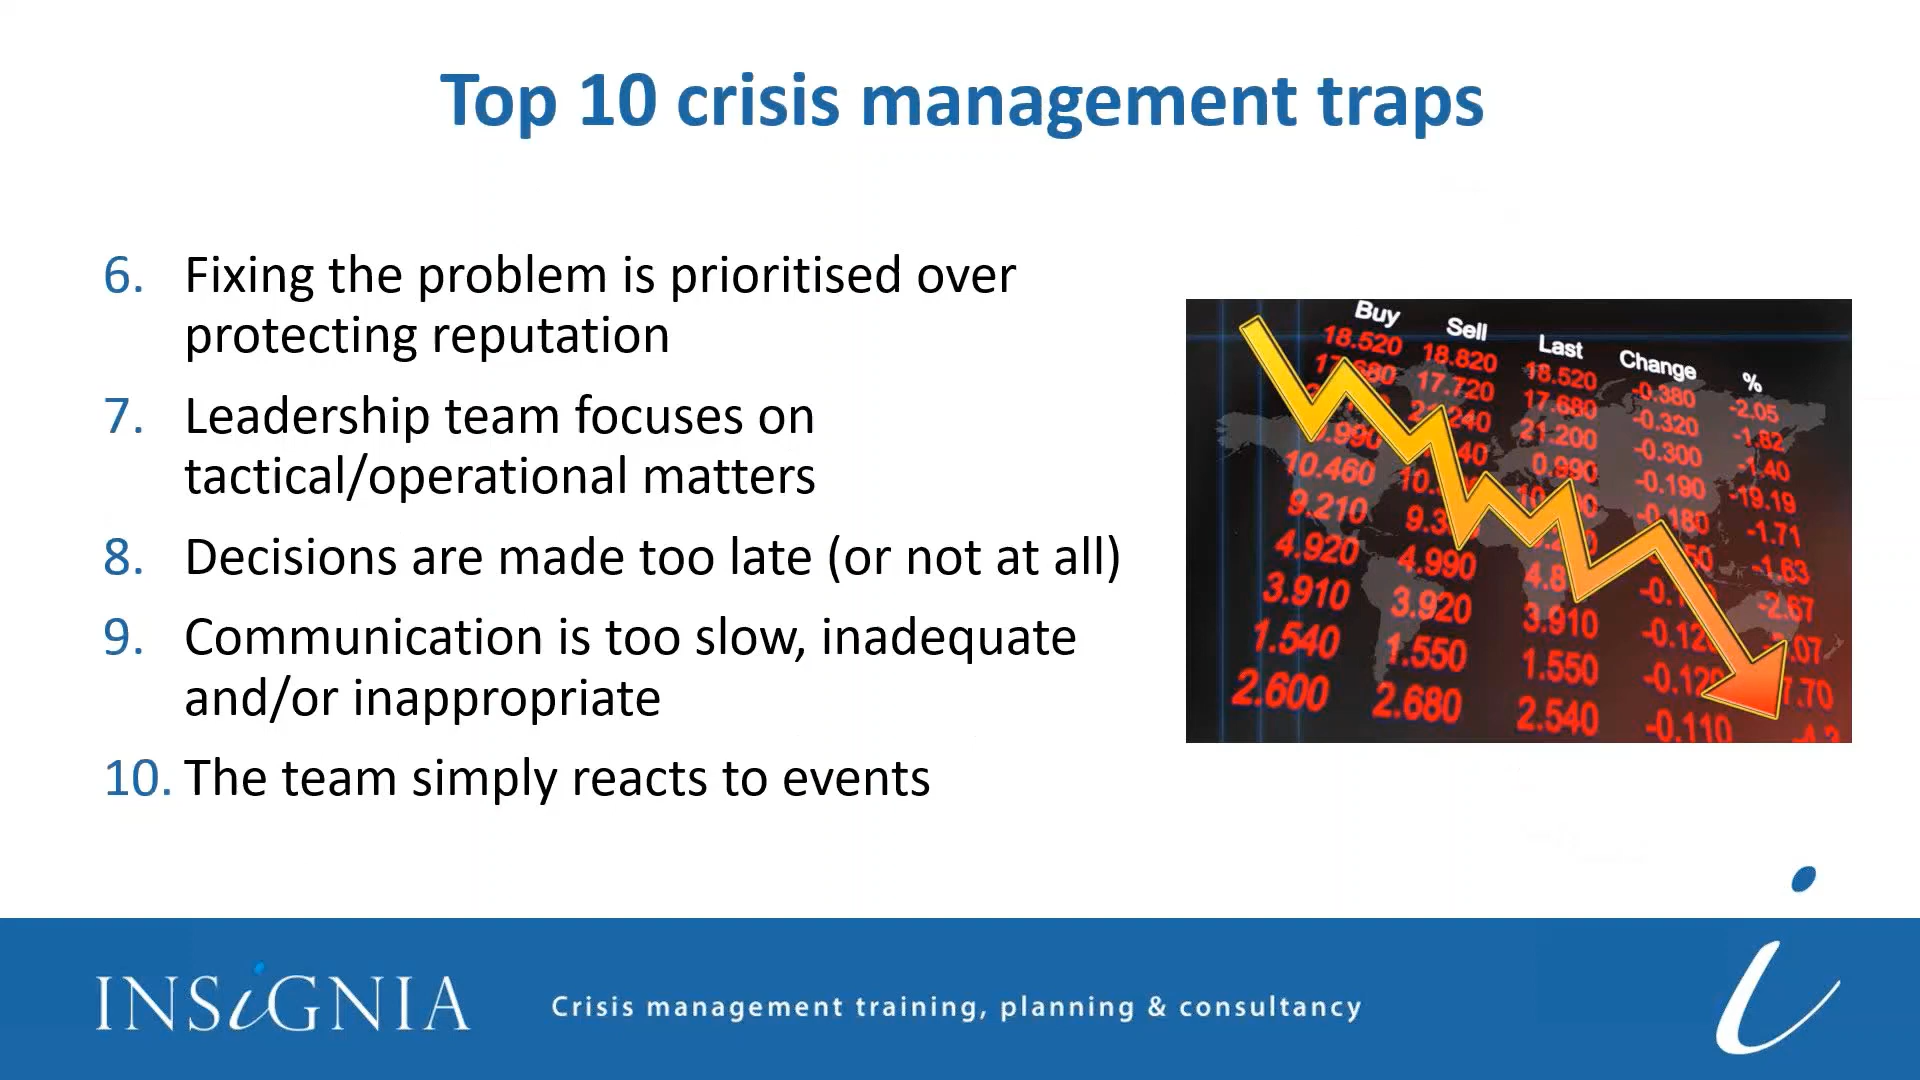 Top 10 crisis management traps
6. Fixing the problem is prioritised over
protecting reputation
7. Leadership team focuses on
tactical/operational matters
8. Decisions are made too late (or not at all)
9. Communication is too slow, inadequate
and/or inappropriate
10. The team simply reacts to events
Buy Sell Last Change %
18.520 18.820 18.520 -0.380 -2.05
17.720 17.680 -0.320 -1.82
21.200 -0.300 -1.40
0.990 -0.190 -19.19
10.460 -1.71
9.210 -1.63
4.920 4.990 -2.67
3.910 3.920 3.910
1.540 1.550 1.550
2.600 2.680 2.540 -0.110
INSiGNIA
Crisis management training, planning & consultancy
i